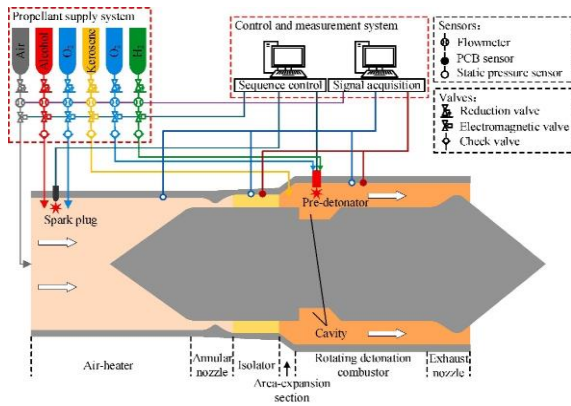 Propellant supply system
Air
Alcohol
O₂
Kerosene
O₂
H₂
Control and measurement system
Sequence control
Signal acquisition
Sensors:
Flowmeter
PCB sensor
Static pressure sensor
Valves:
Reduction valve
Electromagnetic valve
Check valve
Spark plug
Pre-detonator
Cavity
Air-heater
Annular
nozzle
Isolator
Area-expansion
section
Rotating detonation
combustor
Exhaust
nozzle